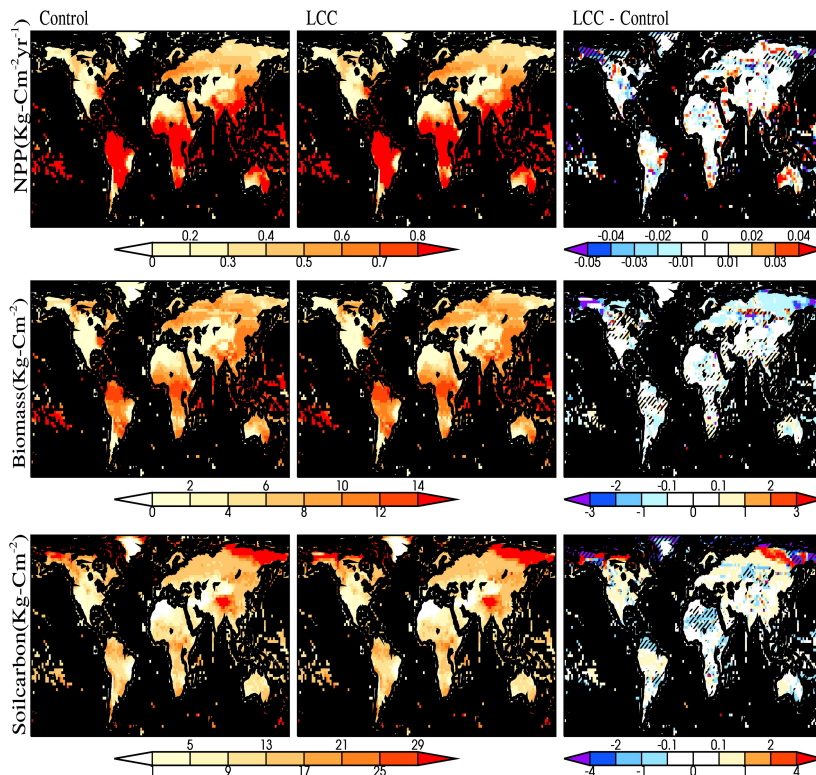 Control LCC LCC - Control
NPP(Kg-Cm-2yr-1)
0.2 0.4 0.6 0.8
0 0.3 0.5 0.7
-0.04 -0.02 0 0.02 0.04
-0.05 -0.03 -0.01 0.01 0.03
Biomass(Kg-Cm-2)
2 6 10 14
0 4 8 12
-2 -0.1 0.1 2
-3 -1 0 1 3
Soilcarbon(Kg-Cm-2)
5 13 21 29
1 9 17 25
-2 -0.1 0.1 2
-4 -1 0 1 4